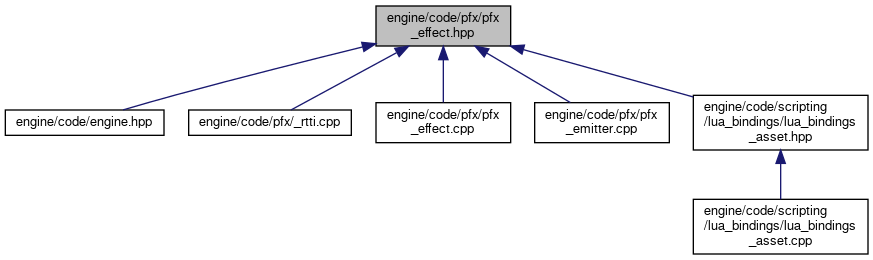 engine/code/pfx/pfx
_effect.hpp
engine/code/engine.hpp
engine/code/pfx/_rtti.cpp
engine/code/pfx/pfx
_effect.cpp
engine/code/pfx/pfx
_emitter.cpp
engine/code/scripting
/lua_bindings/lua_bindings
_asset.hpp
engine/code/scripting
/lua_bindings/lua_bindings
_asset.cpp